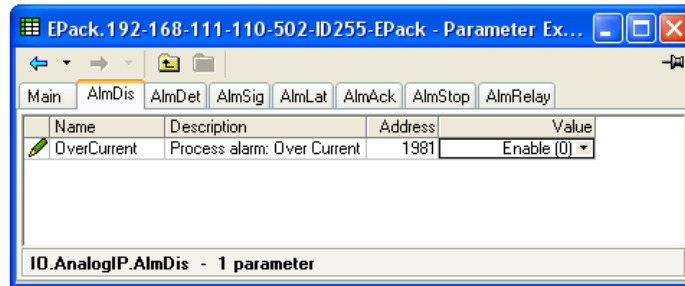 EPack.192-168-111-110-502-ID255-EPack - Parameter Ex...
Main AlmDis AlmDet AlmSig AlmLat AlmAck AlmStop AlmRelay
Name Description Address Value
OverCurrent Process alarm: Over Current 1981 Enable (0)
IO.AnalogIP.AlmDis - 1 parameter